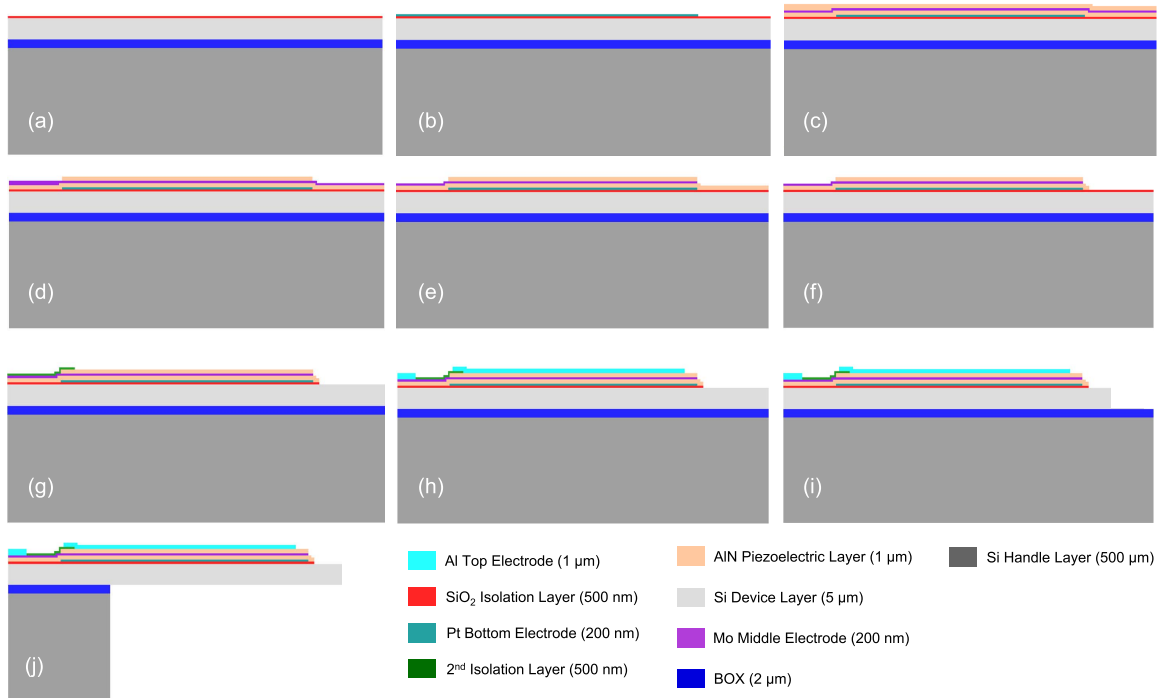 (a)
(b)
(c)
(d)
(e)
(f)
(g)
(h)
(i)
(j)
Al Top Electrode (1 µm)
AlN Piezoelectric Layer (1 µm)
Si Handle Layer (500 µm)
SiO₂ Isolation Layer (500 nm)
Si Device Layer (5 µm)
Pt Bottom Electrode (200 nm)
Mo Middle Electrode (200 nm)
2ⁿᵈ Isolation Layer (500 nm)
BOX (2 µm)